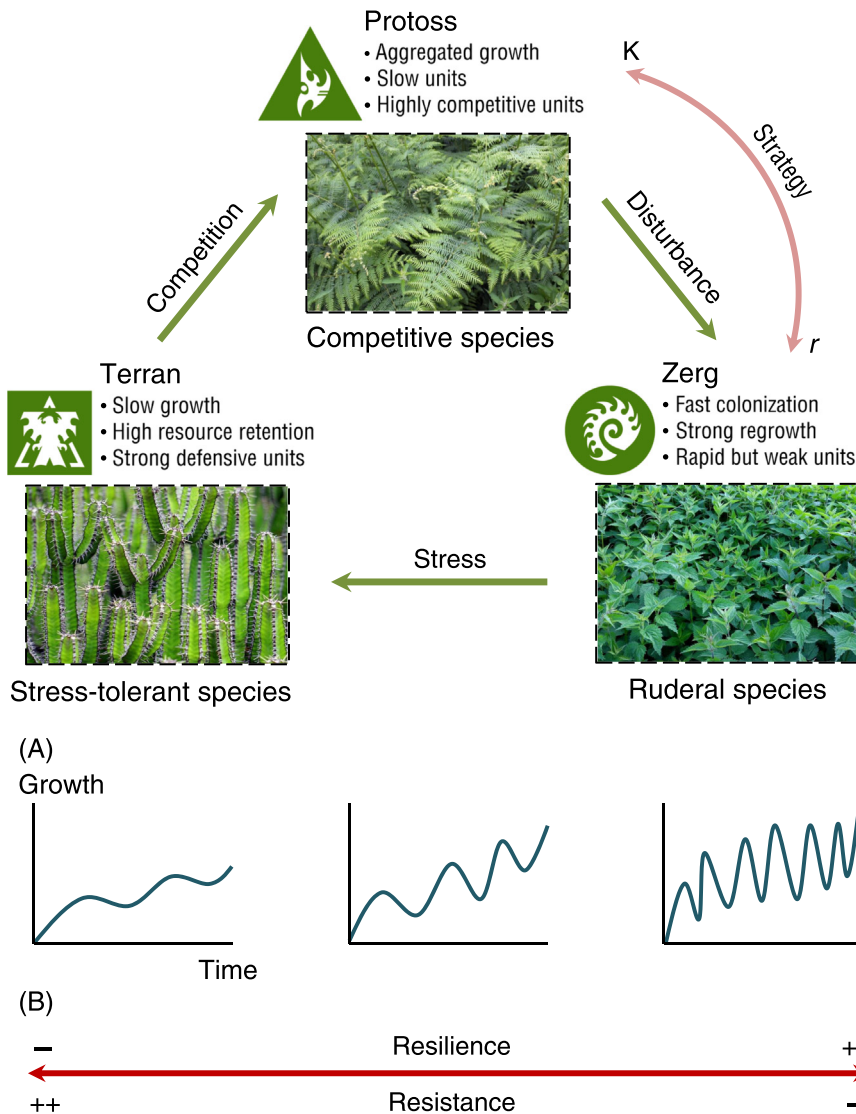 Protoss
• Aggregated growth
• Slow units
• Highly competitive units
K
Strategy
r
Competition
Disturbance
Competitive species
Terran
• Slow growth
• High resource retention
• Strong defensive units
Zerg
• Fast colonization
• Strong regrowth
• Rapid but weak units
Stress
Stress-tolerant species
Ruderal species
(A)
Growth
Time
(B)
– Resilience +
++ Resistance –